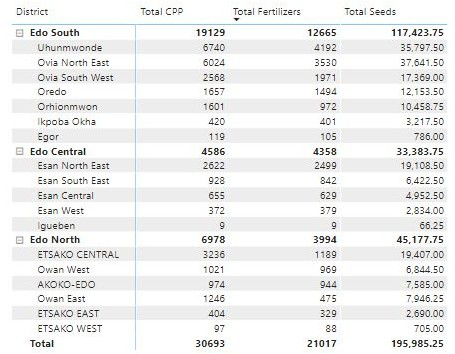 District Total CPP Total Fertilizers Total Seeds
Edo South 19129 12665 117,423.75
Uhunmwonde 6740 4192 35,797.50
Ovia North East 6024 3530 37,641.50
Ovia South West 2568 1971 17,369.00
Oredo 1657 1494 12,153.50
Orhionmwon 1601 972 10,458.75
Ikpoba Okha 420 401 3,217.50
Egor 119 105 786.00
Edo Central 4586 4358 33,383.75
Esan North East 2622 2499 19,108.50
Esan South East 928 842 6,422.50
Esan Central 655 629 4,952.50
Esan West 372 379 2,834.00
Igueben 9 9 66.25
Edo North 6978 3994 45,177.75
ETSAKO CENTRAL 3236 1189 19,407.00
Owan West 1021 969 6,844.50
AKOKO-EDO 974 944 7,585.00
Owan East 1246 475 7,946.25
ETSAKO EAST 404 329 2,690.00
ETSAKO WEST 97 88 705.00
Total 30693 21017 195,985.25